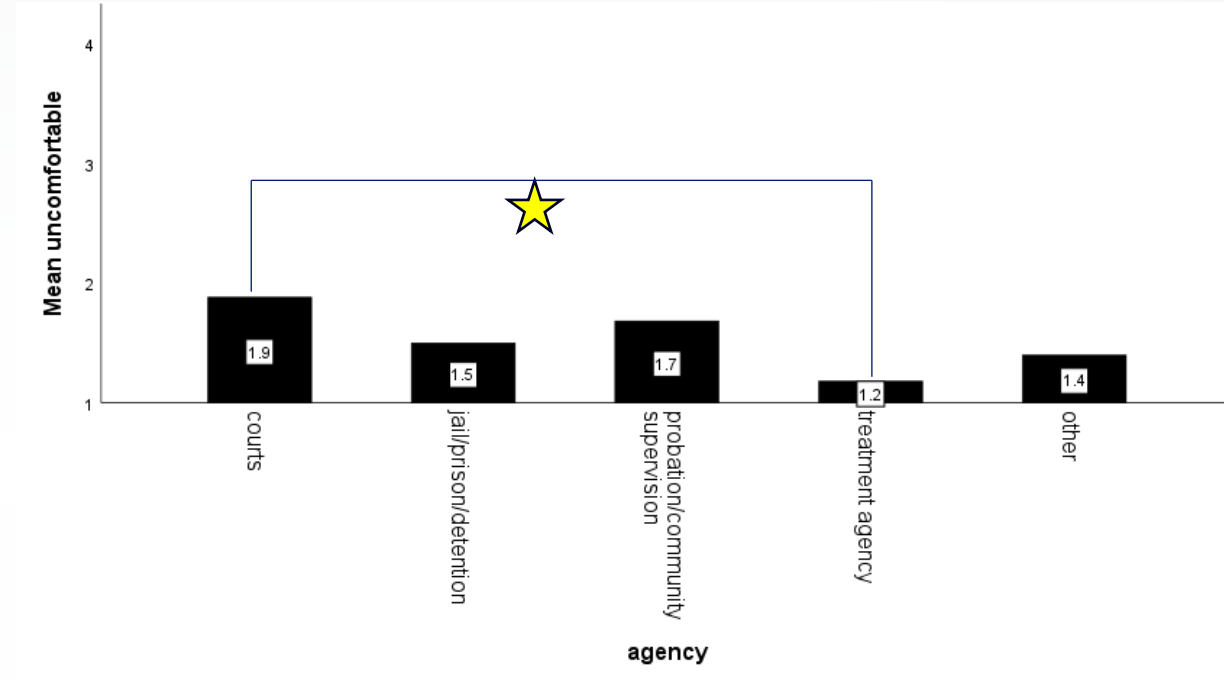 Mean uncomfortable
4
3
2
1
1.9
1.5
1.7
1.2
1.4
courts
jail/prison/detention
probation/community
supervision
treatment agency
other
agency